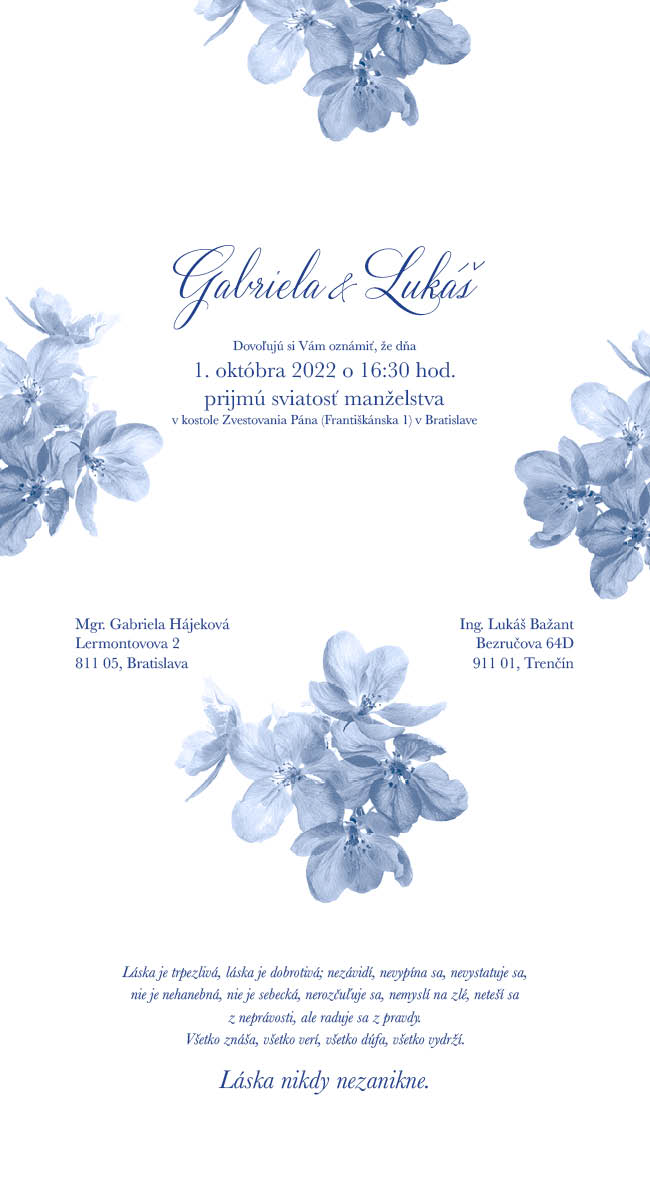 Gabriela & Lukáš
Dovoľujú si Vám oznámiť, že dňa
1. októbra 2022 o 16:30 hod.
prijmú sviatosť manželstva
v kostole Zvestovania Pána (Františkánska 1) v Bratislave
Mgr. Gabriela Hájeková
Lermontovova 2
811 05, Bratislava
Ing. Lukáš Bažant
Bezručova 64D
911 01, Trenčín
Láska je trpezlivá, láska je dobrotivá; nezávidí, nevypína sa, nevystatuje sa,
nie je nehanebná, nie je sebecká, nerozčuľuje sa, nemyslí na zlé, neteší sa
z neprávosti, ale raduje sa z pravdy.
Všetko znáša, všetko verí, všetko dúfa, všetko vydrží.
Láska nikdy nezanikne.